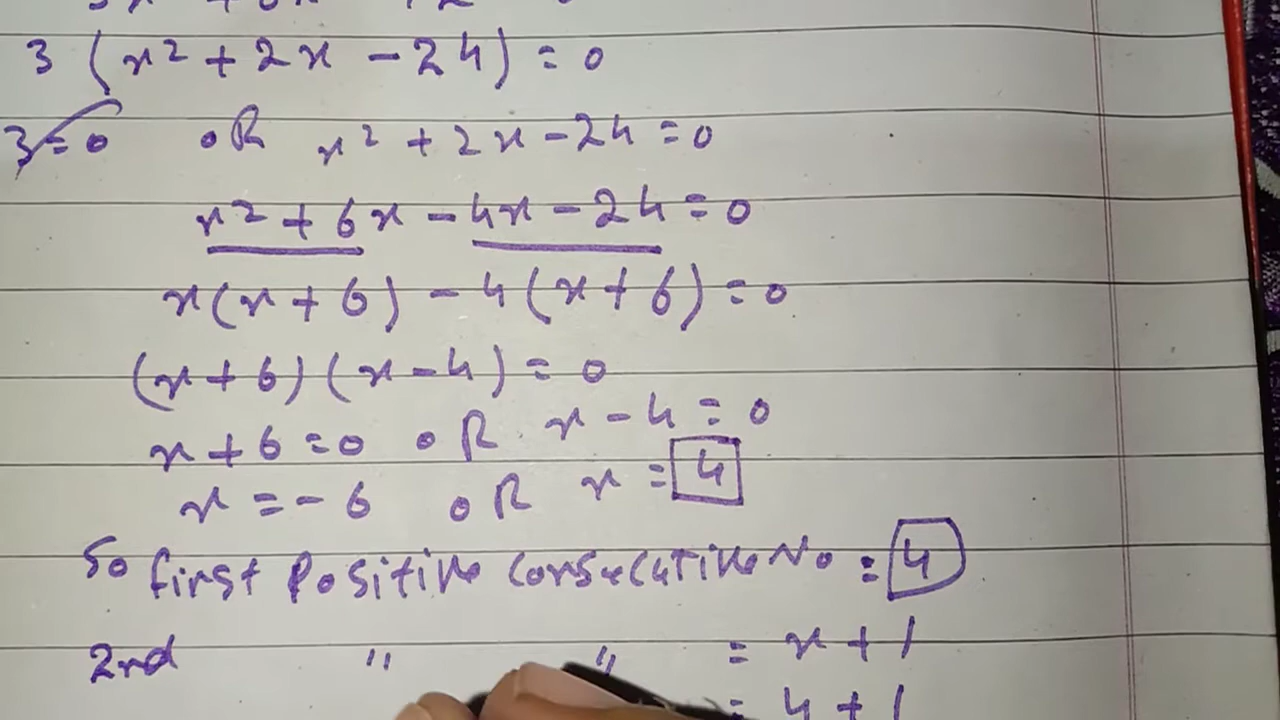 3 (x² + 2x - 24) = 0
3 = 0 OR x² + 2x - 24 = 0
x² + 6x - 4x - 24 = 0
x(x + 6) - 4(x + 6) = 0
(x + 6)(x - 4) = 0
x + 6 = 0 OR x - 4 = 0
x = - 6 OR x = 4
So first Positive consecutive No = 4
2nd " " = x + 1
= 4 + 1